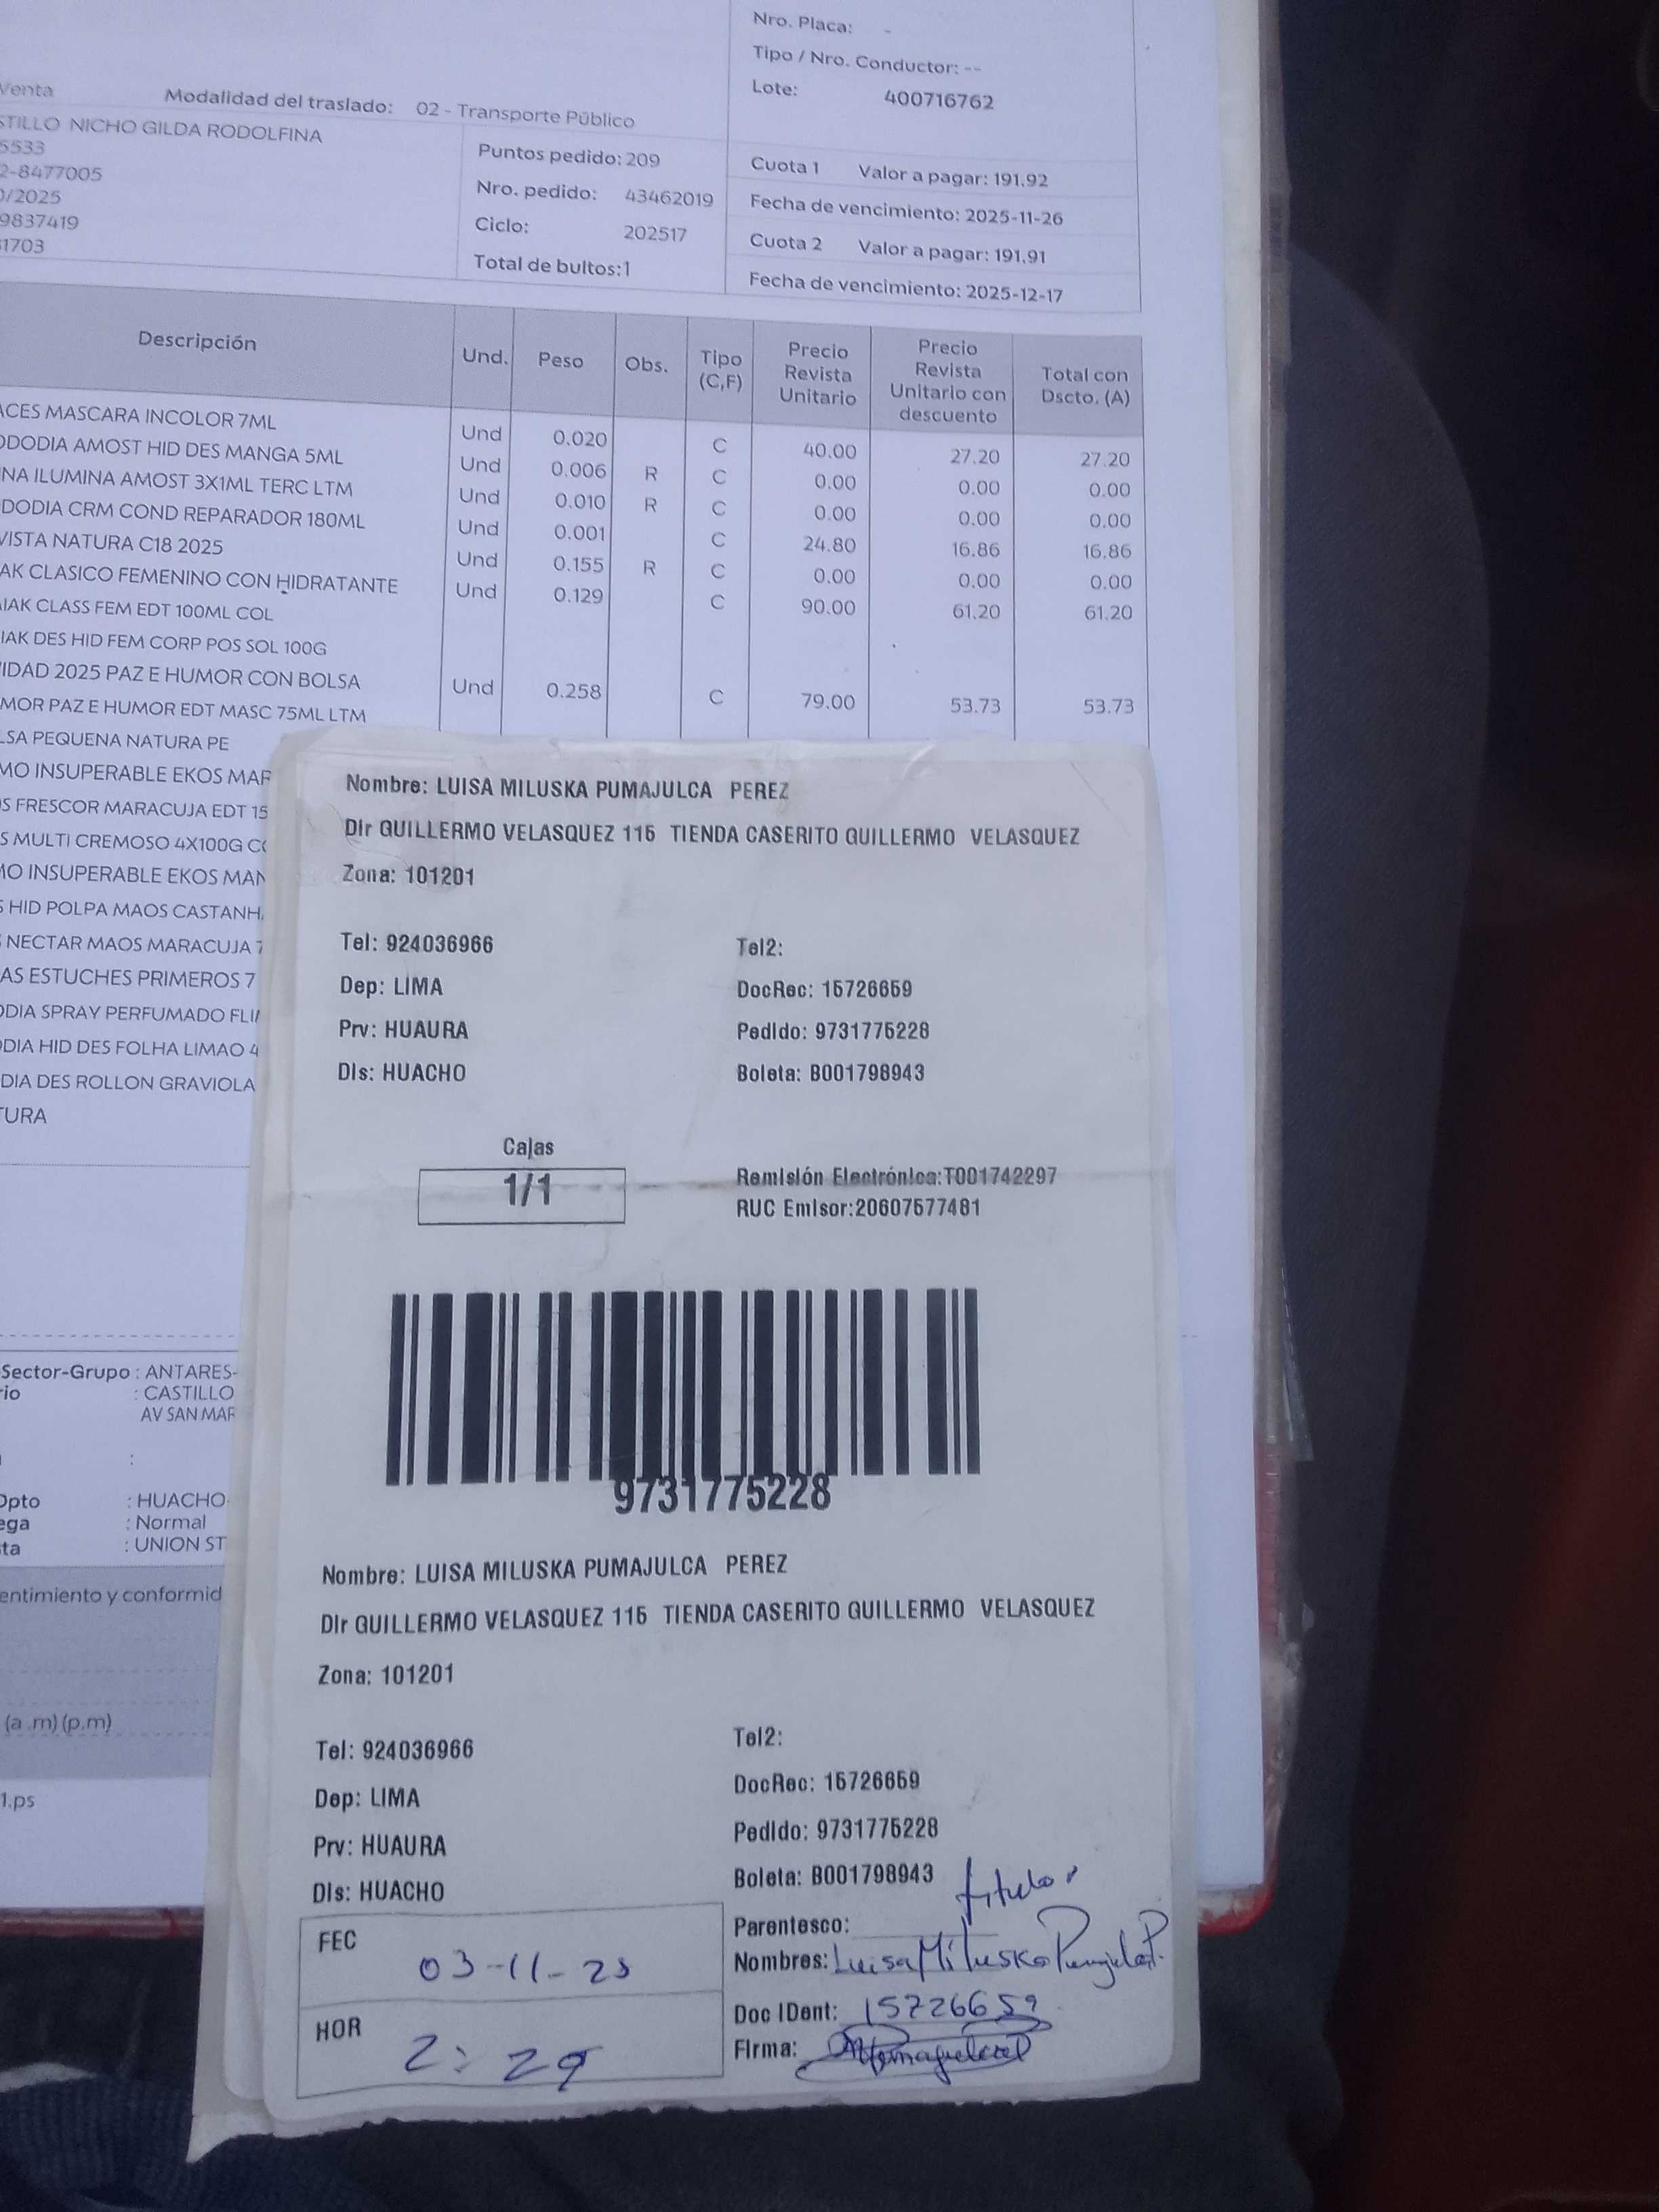 Nro. Placa: -
Tipo / Nro. Conductor: --
Lote: 400716762
Venta Modalidad del traslado: 02 - Transporte Público
STILLO NICHO GILDA RODOLFINA
5533
2-8477005
0/2025
9837419
1703
Puntos pedido: 209
Nro. pedido: 43462019
Ciclo: 202517
Total de bultos:1
Cuota 1 Valor a pagar: 191.92
Fecha de vencimiento: 2025-11-26
Cuota 2 Valor a pagar: 191.91
Fecha de vencimiento: 2025-12-17
Descripción Und. Peso Obs. Tipo (C,F) Precio Revista Unitario Precio Revista Unitario con descuento Total con Dscto. (A)
ACES MASCARA INCOLOR 7ML Und 0.020 C 40.00 27.20 27.20
ODODIA AMOST HID DES MANGA 5ML Und 0.006 R C 0.00 0.00 0.00
NA ILUMINA AMOST 3X1ML TERC LTM Und 0.010 R C 0.00 0.00 0.00
DODIA CRM COND REPARADOR 180ML Und 0.001 C 24.80 16.86 16.86
VISTA NATURA C18 2025 Und 0.155 R C 0.00 0.00 0.00
AK CLASICO FEMENINO CON HIDRATANTE Und 0.129 C 90.00 61.20 61.20
IAK CLASS FEM EDT 100ML COL
IAK DES HID FEM CORP POS SOL 100G
IDAD 2025 PAZ E HUMOR CON BOLSA Und 0.258 C 79.00 53.73 53.73
MOR PAZ E HUMOR EDT MASC 75ML LTM
LSA PEQUENA NATURA PE
MO INSUPERABLE EKOS MAR
S FRESCOR MARACUJA EDT 15
S MULTI CREMOSO 4X100G CO
MO INSUPERABLE EKOS MAN
S HID POLPA MAOS CASTANH
NECTAR MAOS MARACUJA 7
AS ESTUCHES PRIMEROS 7
ODIA SPRAY PERFUMADO FLI
DIA HID DES FOLHA LIMAO 4
DIA DES ROLLON GRAVIOLA
TURA
Sector-Grupo : ANTARES-
rio : CASTILLO
AV SAN MAR
:
Dpto : HUACHO-
ega : Normal
ta : UNION ST
entimiento y conformid
(a .m) (p.m)
1.ps
Nombre: LUISA MILUSKA PUMAJULCA PEREZ
Dir GUILLERMO VELASQUEZ 115 TIENDA CASERITO GUILLERMO VELASQUEZ
Zona: 101201
Tel: 924036966 Tel2:
Dep: LIMA DocRec: 15726659
Prv: HUAURA Pedido: 9731775228
Dis: HUACHO Boleta: B001798943
Cajas
1/1
Remisión Electrónica:T001742297
RUC Emisor:20607577481
9731775228
Nombre: LUISA MILUSKA PUMAJULCA PEREZ
Dir GUILLERMO VELASQUEZ 115 TIENDA CASERITO GUILLERMO VELASQUEZ
Zona: 101201
Tel: 924036966 Tel2:
Dep: LIMA DocRec: 15726659
Prv: HUAURA Pedido: 9731775228
Dis: HUACHO Boleta: B001798943
titular
Parentesco:
FEC 03-11-25
Nombres: Luisa Miluska
HOR 2:29
Doc IDent: 15726659
Firma: